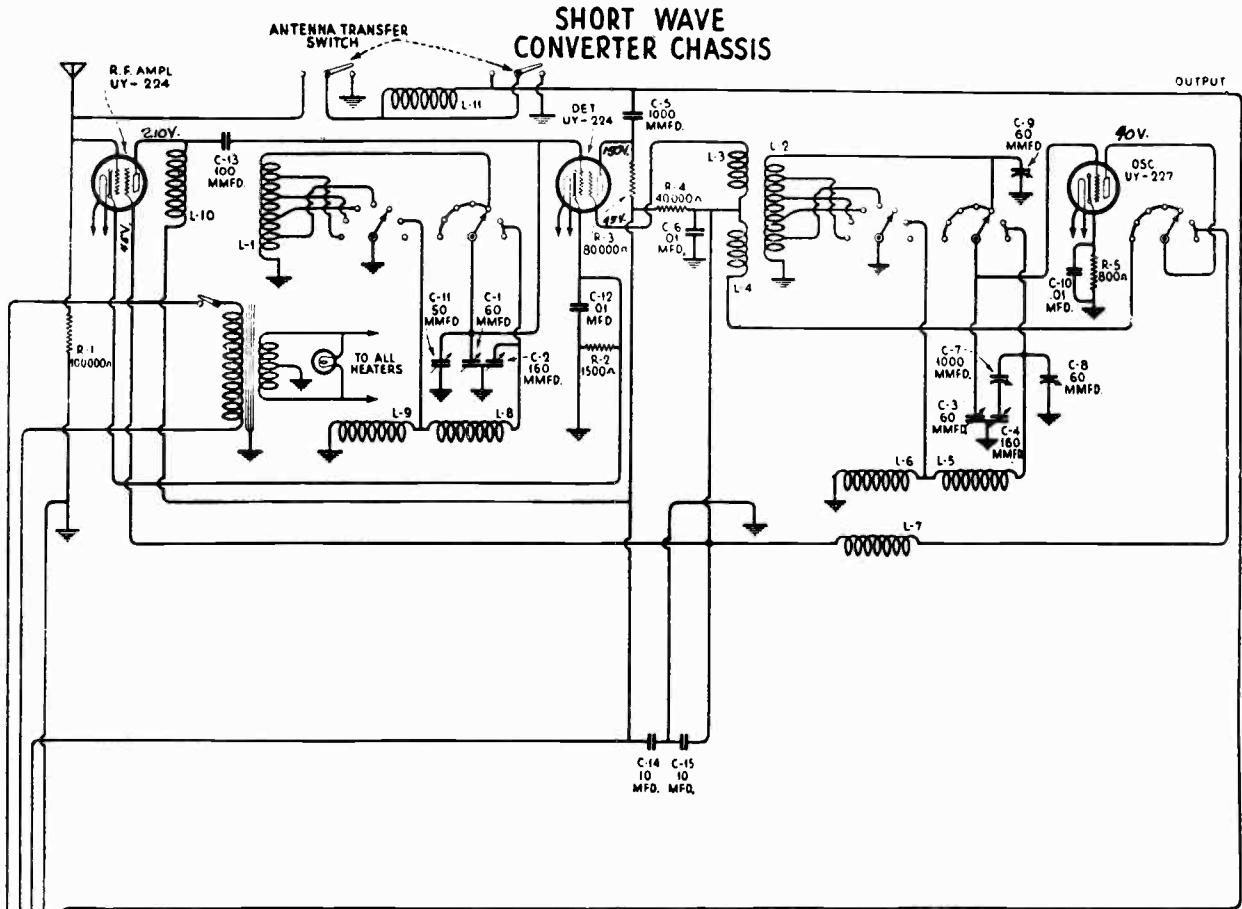 SHORT WAVE
CONVERTER CHASSIS
ANTENNA TRANSFER
SWITCH
R.F. AMPL
UY-224
OUTPUT
L-11
C-5
1000
MMFD.
DET
UY-224
C-9
60
MMFD
210V.
40V.
OSC
UY-227
C-13
100
MMFD.
L-10
L-1
L-3
L-2
R-4
40000Ω
R-3
80000Ω
C-6
.01
MFD.
L-4
C-10
.01
MFD.
R-5
800Ω
R-1
100000Ω
TO ALL
HEATERS
C-11
50
MMFD
C-1
60
MMFD
C-2
160
MMFD.
C-12
.01
MFD
R-2
1500Ω
C-7
1000
MMFD.
C-8
60
MMFD.
C-3
60
MMFD.
C-4
160
MMFD.
L-9
L-8
L-6
L-5
L-7
C-14
10
MFD.
C-15
10
MFD.